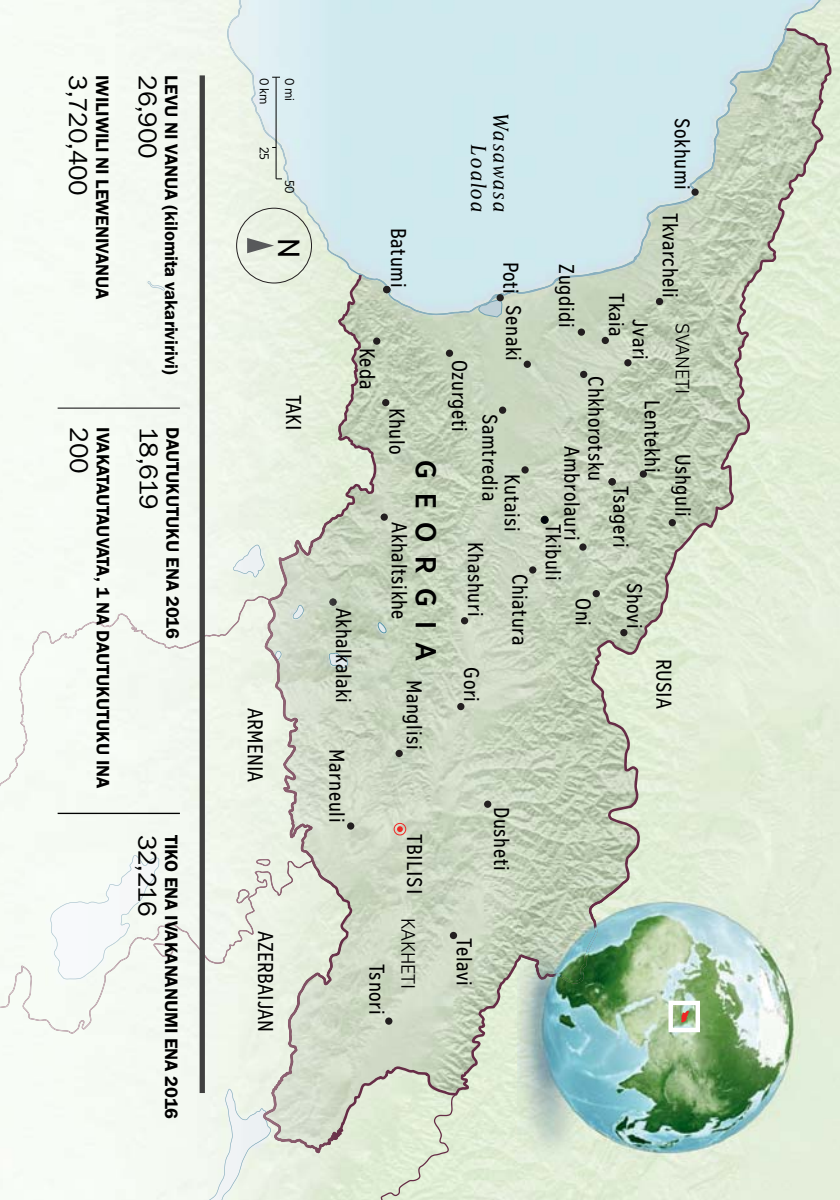 RUSIA
Sokhumi
Tkvarcheli
SVANETI
Jvari
Tkaia
Zugdidi
Lentekhi
Ushguli
Chkhorotsku
Tsageri
Ambrolauri
Shovi
Oni
Wasawasa
Loaloa
Poti
Senaki
Samtredia
Kutaisi
Tkibuli
Chiatura
Ozurgeti
Khashuri
Gori
Dusheti
Telavi
GEORGIA
Batumi
Keda
Khulo
Akhaltsikhe
Manglisi
TBILISI
KAKHETI
Tsnori
Akhalkalaki
Marneuli
TAKI
ARMENIA
AZERBAIJAN
0 mi
0 km
25
50
N
LEVU NI VANUA (kilomita vakarivirivi)
26,900
IWILIWILI NI LEWENIVANUA
3,720,400
DAUTUKUTUKU ENA 2016
18,619
IVAKATAUTAUVATA, 1 NA DAUTUKUTUKU INA
200
TIKO ENA IVAKANANUMI ENA 2016
32,216